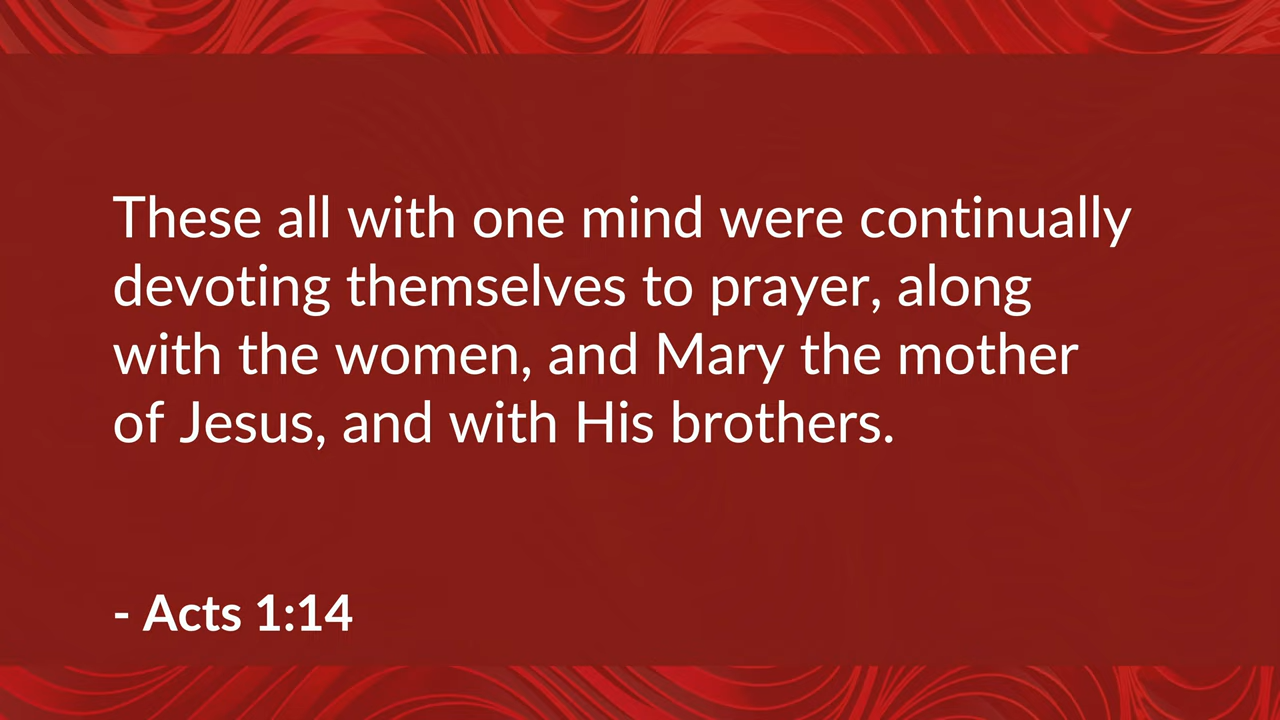 These all with one mind were continually
devoting themselves to prayer, along
with the women, and Mary the mother
of Jesus, and with His brothers.
- Acts 1:14